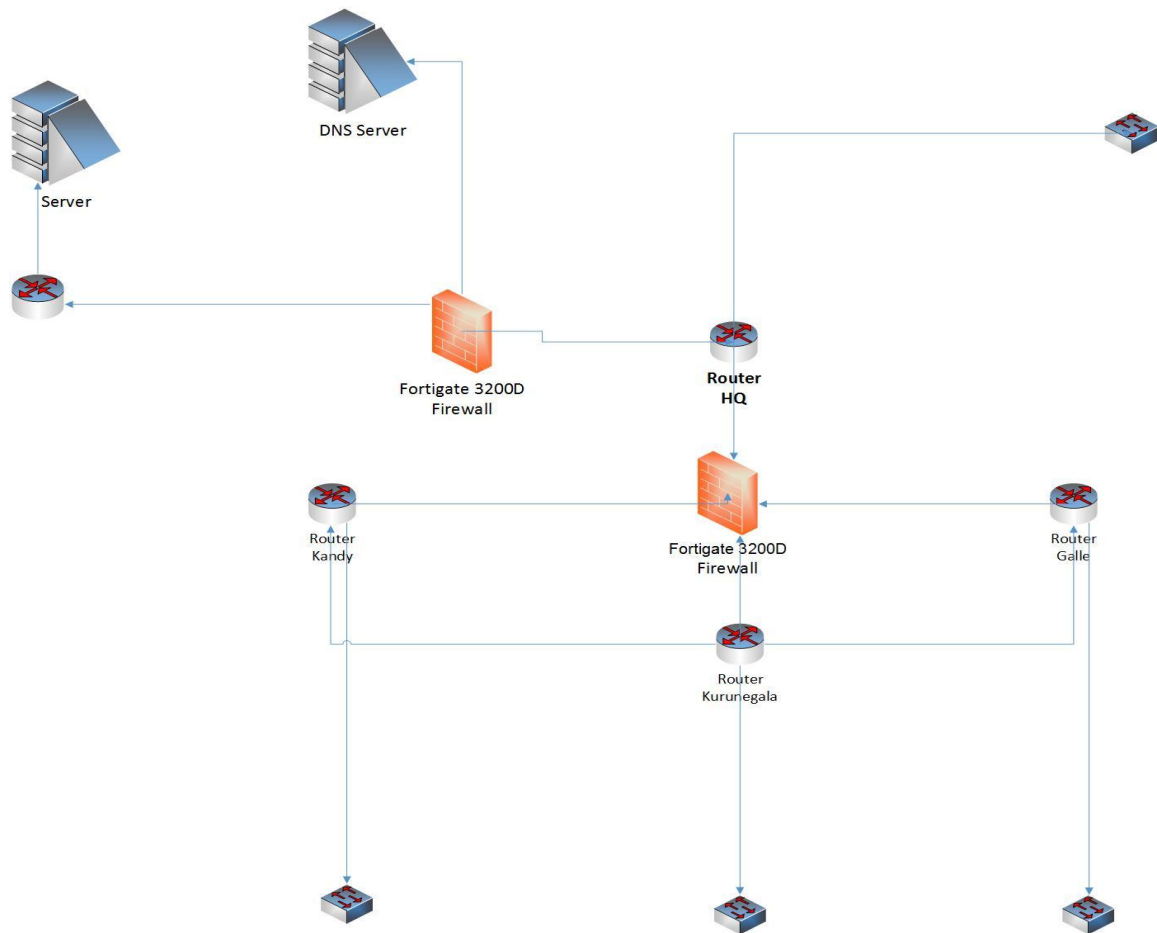 DNS Server
Server
Fortigate 3200D
Firewall
Router
HQ
Router
Kandy
Fortigate 3200D
Firewall
Router
Galle
Router
Kurunegala